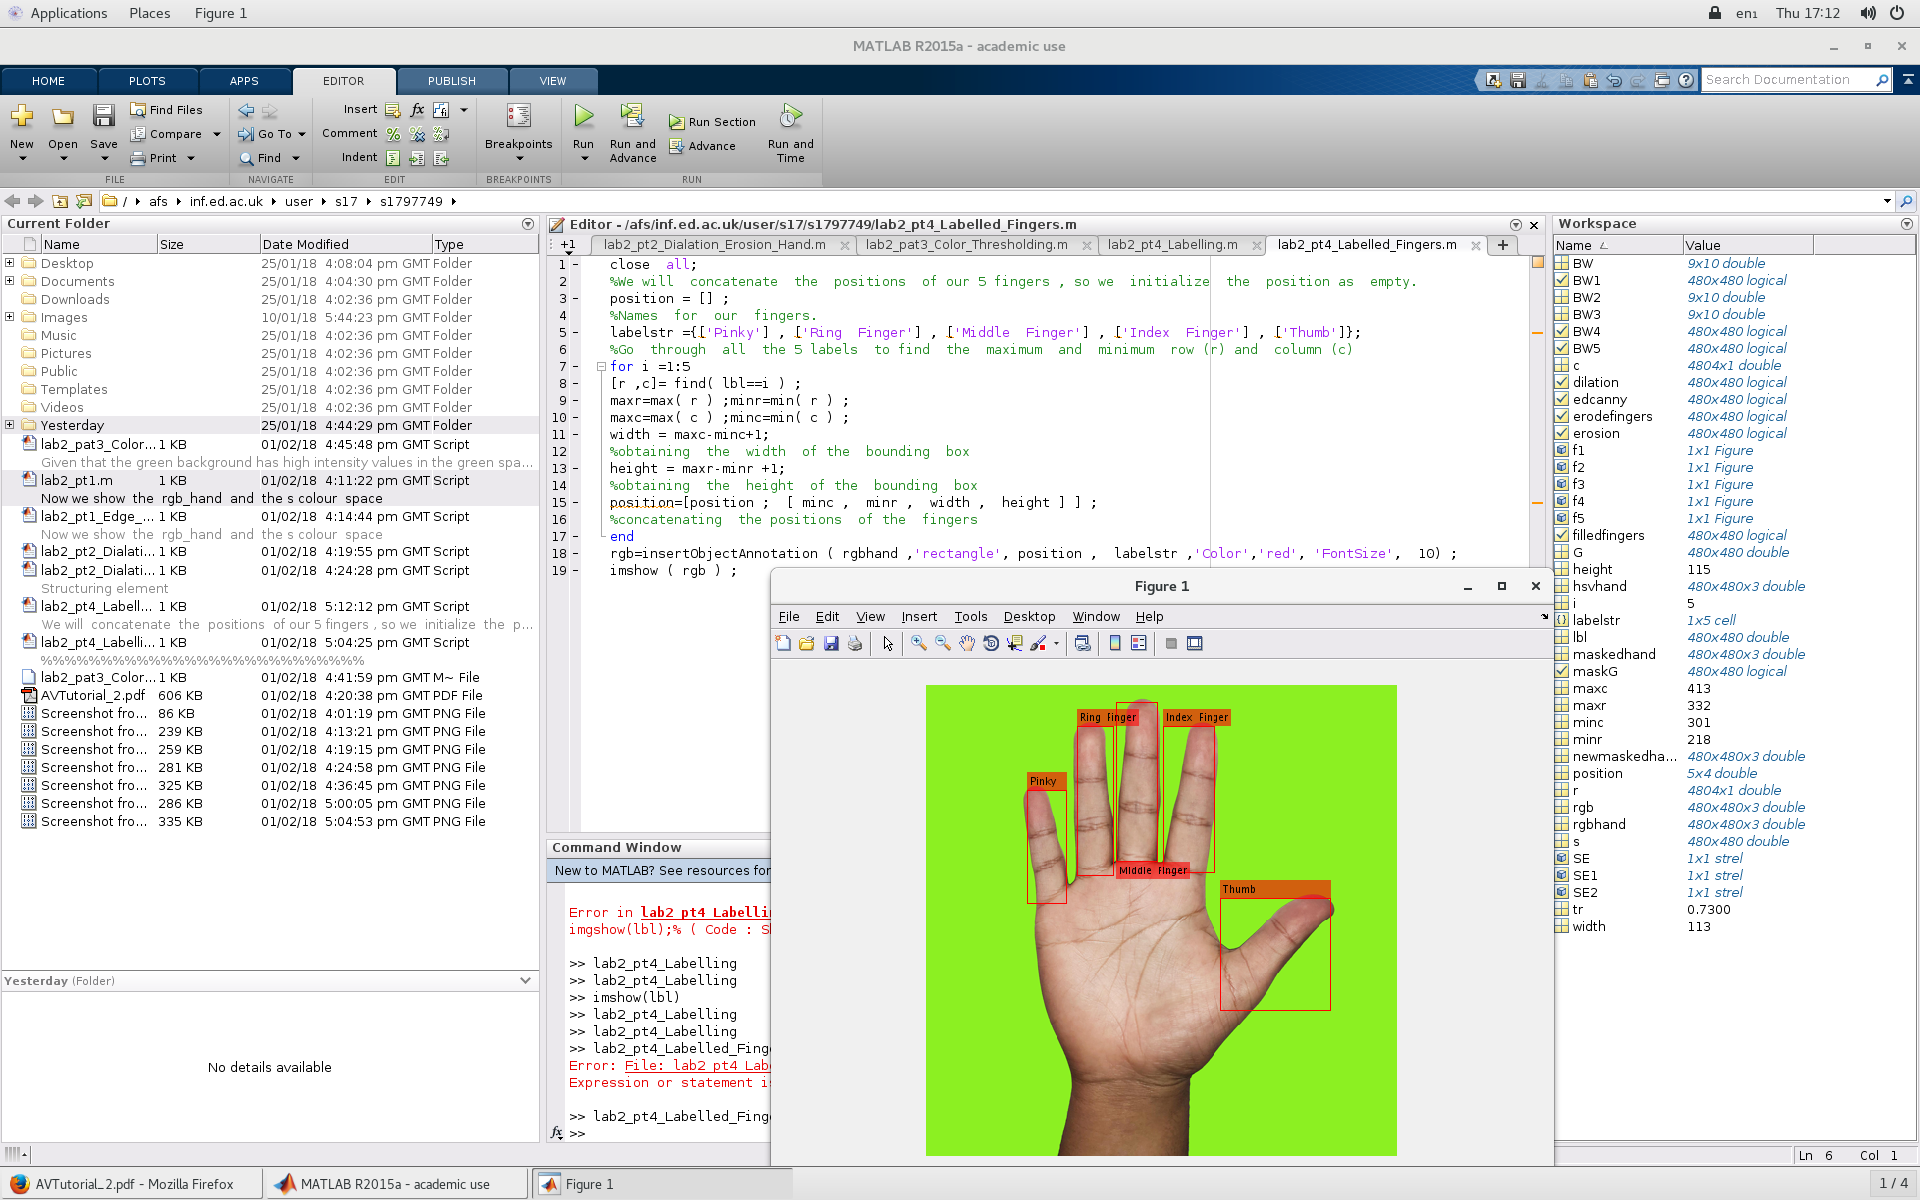 Applications Places Figure 1 en₁ Thu 17:12
MATLAB R2015a - academic use
HOME PLOTS APPS EDITOR PUBLISH VIEW Search Documentation
New Open Save Find Files Compare Print
Go To Find
Insert Comment Indent fx
Breakpoints
Run Run and Advance Run Section Advance Run and Time
FILE NAVIGATE EDIT BREAKPOINTS RUN
/ afs inf.ed.ac.uk user s17 s1797749
Current Folder
Name Size Date Modified Type
Desktop 25/01/18 4:08:04 pm GMT Folder
Documents 25/01/18 4:04:30 pm GMT Folder
Downloads 25/01/18 4:02:36 pm GMT Folder
Images 10/01/18 5:44:23 pm GMT Folder
Music 25/01/18 4:02:36 pm GMT Folder
Pictures 25/01/18 4:02:36 pm GMT Folder
Public 25/01/18 4:02:36 pm GMT Folder
Templates 25/01/18 4:02:36 pm GMT Folder
Videos 25/01/18 4:02:36 pm GMT Folder
Yesterday 25/01/18 4:44:29 pm GMT Folder
lab2_pat3_Color... 1 KB 01/02/18 4:45:48 pm GMT Script
Given that the green background has high intensity values in the green spa...
lab2_pt1.m 1 KB 01/02/18 4:11:22 pm GMT Script
Now we show the rgb_hand and the s colour space
lab2_pt1_Edge_... 1 KB 01/02/18 4:14:44 pm GMT Script
Now we show the rgb_hand and the s colour space
lab2_pt2_Dialati... 1 KB 01/02/18 4:19:55 pm GMT Script
lab2_pt2_Dialati... 1 KB 01/02/18 4:24:28 pm GMT Script
Structuring element
lab2_pt4_Labell... 1 KB 01/02/18 5:12:12 pm GMT Script
We will concatenate the positions of our 5 fingers , so we initialize the p...
lab2_pt4_Labelli... 1 KB 01/02/18 5:04:25 pm GMT Script
%%%%%%%%%%%%%%%%%%%%%%%%%%%
lab2_pat3_Color... 1 KB 01/02/18 4:41:59 pm GMT M~ File
AVTutorial_2.pdf 606 KB 01/02/18 4:20:38 pm GMT PDF File
Screenshot fro... 86 KB 01/02/18 4:01:19 pm GMT PNG File
Screenshot fro... 239 KB 01/02/18 4:13:21 pm GMT PNG File
Screenshot fro... 259 KB 01/02/18 4:19:15 pm GMT PNG File
Screenshot fro... 281 KB 01/02/18 4:24:58 pm GMT PNG File
Screenshot fro... 325 KB 01/02/18 4:36:45 pm GMT PNG File
Screenshot fro... 286 KB 01/02/18 5:00:05 pm GMT PNG File
Screenshot fro... 335 KB 01/02/18 5:04:53 pm GMT PNG File
Yesterday (Folder)
No details available
Editor - /afs/inf.ed.ac.uk/user/s17/s1797749/lab2_pt4_Labelled_Fingers.m
+1 lab2_pt2_Dialation_Erosion_Hand.m lab2_pat3_Color_Thresholding.m lab2_pt4_Labelling.m lab2_pt4_Labelled_Fingers.m
1 - close all;
2 - %We will concatenate the positions of our 5 fingers , so we initialize the position as empty.
3 - position = [] ;
4 %Names for our fingers.
5 - labelstr ={['Pinky'] , ['Ring Finger'] , ['Middle Finger'] , ['Index Finger'] , ['Thumb']};
6 %Go through all the 5 labels to find the maximum and minimum row (r) and column (c)
7 - for i =1:5
8 - [r ,c]= find( lbl==i ) ;
9 - maxr=max( r ) ;minr=min( r ) ;
10 - maxc=max( c ) ;minc=min( c ) ;
11 - width = maxc-minc+1;
12 %obtaining the width of the bounding box
13 - height = maxr-minr +1;
14 %obtaining the height of the bounding box
15 - position=[position ; [ minc , minr , width , height ] ] ;
16 %concatenating the positions of the fingers
17 - end
18 - rgb=insertObjectAnnotation ( rgbhand ,'rectangle', position , labelstr ,'Color','red', 'FontSize', 10) ;
19 - imshow ( rgb ) ;
Command Window
New to MATLAB? See resources for
Error in lab2_pt4_Labellin
imgshow(lbl);% ( Code : S
>> lab2_pt4_Labelling
>> lab2_pt4_Labelling
>> imshow(lbl)
>> lab2_pt4_Labelling
>> lab2_pt4_Labelling
>> lab2_pt4_Labelled_Fing
Error: File: lab2_pt4_Lab
Expression or statement i
>> lab2_pt4_Labelled_Fing
fx >>
Figure 1
File Edit View Insert Tools Desktop Window Help
Ring Finger
Index Finger
Pinky
Middle Finger
Thumb
Workspace
Name Value
BW 9x10 double
BW1 480x480 logical
BW2 9x10 double
BW3 9x10 double
BW4 480x480 logical
BW5 480x480 logical
c 4804x1 double
dilation 480x480 logical
edcanny 480x480 logical
erodefingers 480x480 logical
erosion 480x480 logical
f1 1x1 Figure
f2 1x1 Figure
f3 1x1 Figure
f4 1x1 Figure
f5 1x1 Figure
filledfingers 480x480 logical
G 480x480 double
height 115
hsvhand 480x480x3 double
i 5
labelstr 1x5 cell
lbl 480x480 double
maskedhand 480x480x3 double
maskG 480x480 logical
maxc 413
maxr 332
minc 301
minr 218
newmaskedha... 480x480x3 double
position 5x4 double
r 4804x1 double
rgb 480x480x3 double
rgbhand 480x480x3 double
s 480x480 double
SE 1x1 strel
SE1 1x1 strel
SE2 1x1 strel
tr 0.7300
width 113
Ln 6 Col 1
AVTutorial_2.pdf - Mozilla Firefox MATLAB R2015a - academic use Figure 1 1 / 4